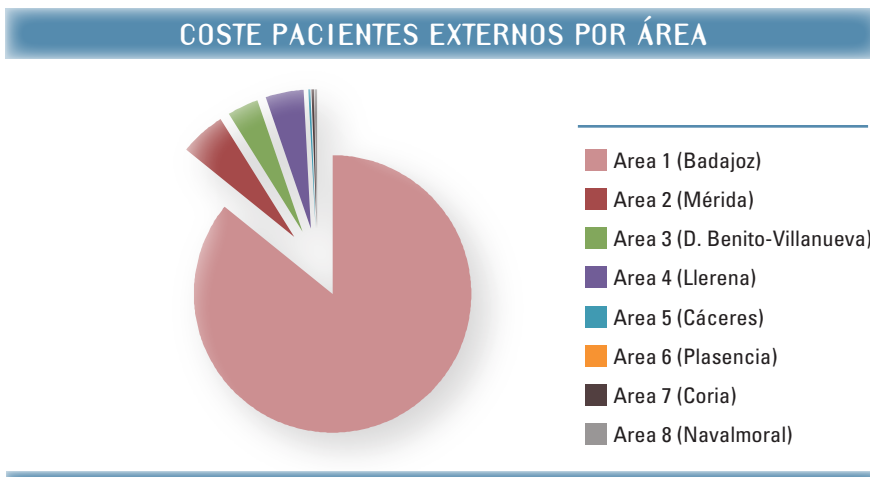 COSTE PACIENTES EXTERNOS POR ÁREA
Area 1 (Badajoz)
Area 2 (Mérida)
Area 3 (D. Benito-Villanueva)
Area 4 (Llerena)
Area 5 (Cáceres)
Area 6 (Plasencia)
Area 7 (Coria)
Area 8 (Navalmoral)